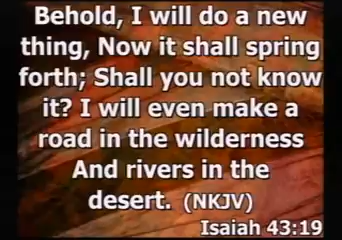 Behold, I will do a new
thing, Now it shall spring
forth; Shall you not know
it? I will even make a
road in the wilderness
And rivers in the
desert. (NKJV)
Isaiah 43:19